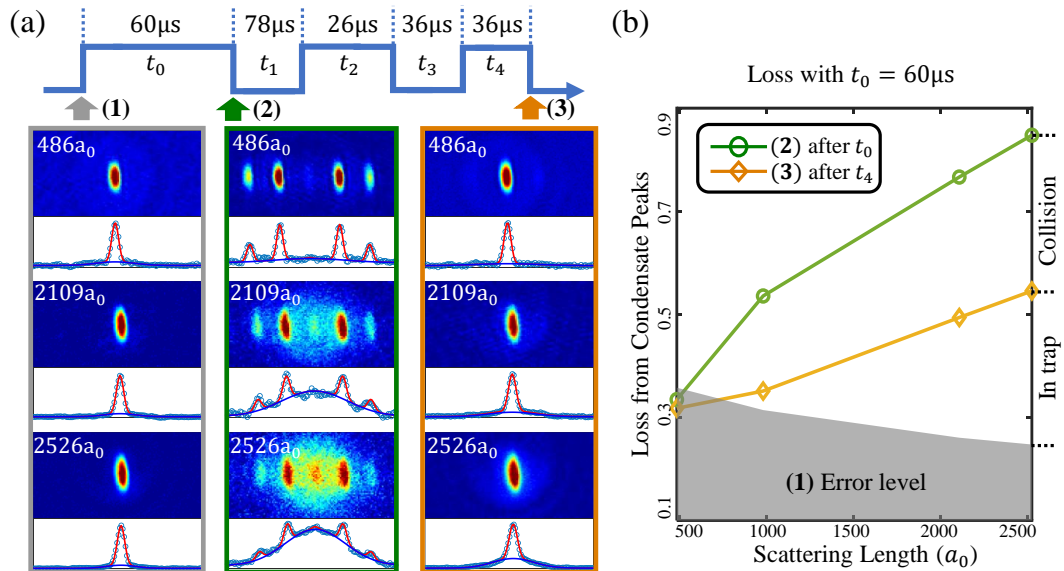 (a)
60μs 78μs 26μs 36μs 36μs
t₀ t₁ t₂ t₃ t₄
(1) (2) (3)
486a₀ 486a₀ 486a₀
2109a₀ 2109a₀ 2109a₀
2526a₀ 2526a₀ 2526a₀
(b)
Loss with t₀ = 60μs
Loss from Condensate Peaks
0.9
0.7
0.5
0.3
0.1
(2) after t₀
(3) after t₄
(1) Error level
Collision
In trap
500 1000 1500 2000 2500
Scattering Length (a₀)